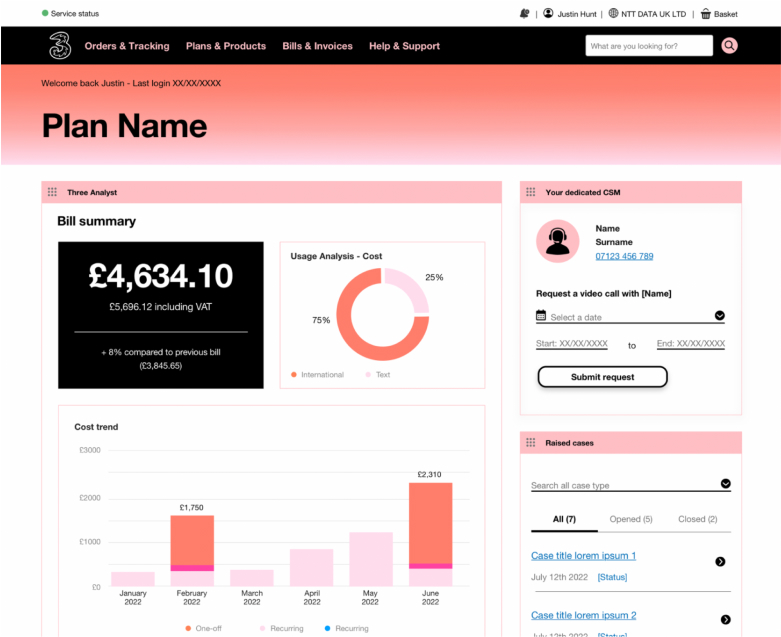 Service status
Justin Hunt | NTT DATA UK LTD | Basket
Orders & Tracking Plans & Products Bills & Invoices Help & Support
What are you looking for?
Welcome back Justin - Last login XX/XX/XXXX
Plan Name
Three Analyst
Bill summary
£4,634.10
£5,696.12 including VAT
+ 8% compared to previous bill
(£3,845.65)
Usage Analysis - Cost
25%
75%
International Text
Cost trend
£3000
£2,310
£2000
£1,750
£1000
£0
January February March April May June
2022 2022 2022 2022 2022 2022
One-off Recurring Recurring
Your dedicated CSM
Name
Surname
07123 456 789
Request a video call with [Name]
Select a date
Start: XX/XX/XXXX to End: XX/XX/XXXX
Submit request
Raised cases
Search all case type
All (7) Opened (5) Closed (2)
Case title lorem ipsum 1
July 12th 2022 [Status]
Case title lorem ipsum 2
July 12th 2022 [Status]